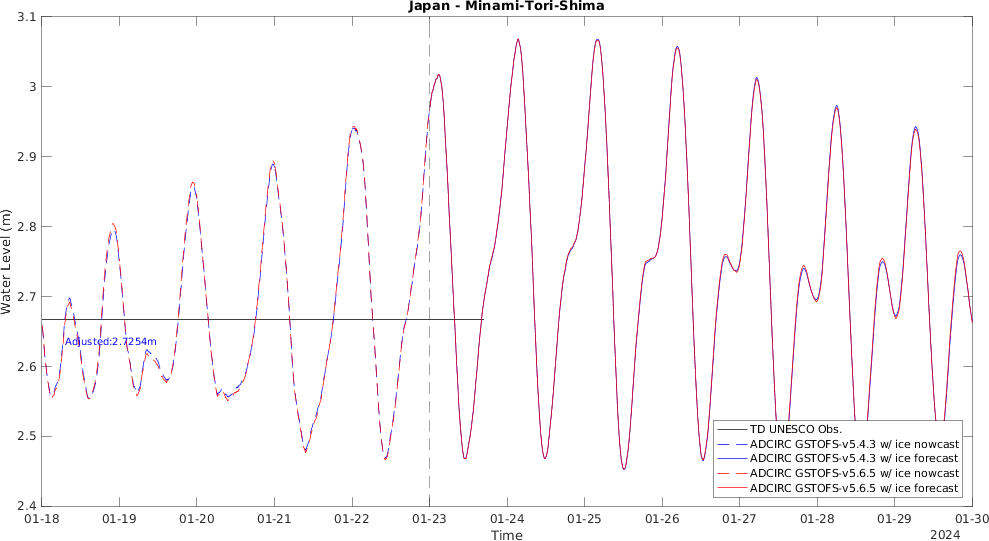 Japan - Minami-Tori-Shima
Water Level (m)
3.1
3
2.9
2.8
2.7
2.6
2.5
2.4
Adjusted:2.7254m
TD UNESCO Obs.
ADCIRC GSTOFS-v5.4.3 w/ ice nowcast
ADCIRC GSTOFS-v5.4.3 w/ ice forecast
ADCIRC GSTOFS-v5.6.5 w/ ice nowcast
ADCIRC GSTOFS-v5.6.5 w/ ice forecast
01-18 01-19 01-20 01-21 01-22 01-23 01-24 01-25 01-26 01-27 01-28 01-29 01-30
Time
2024